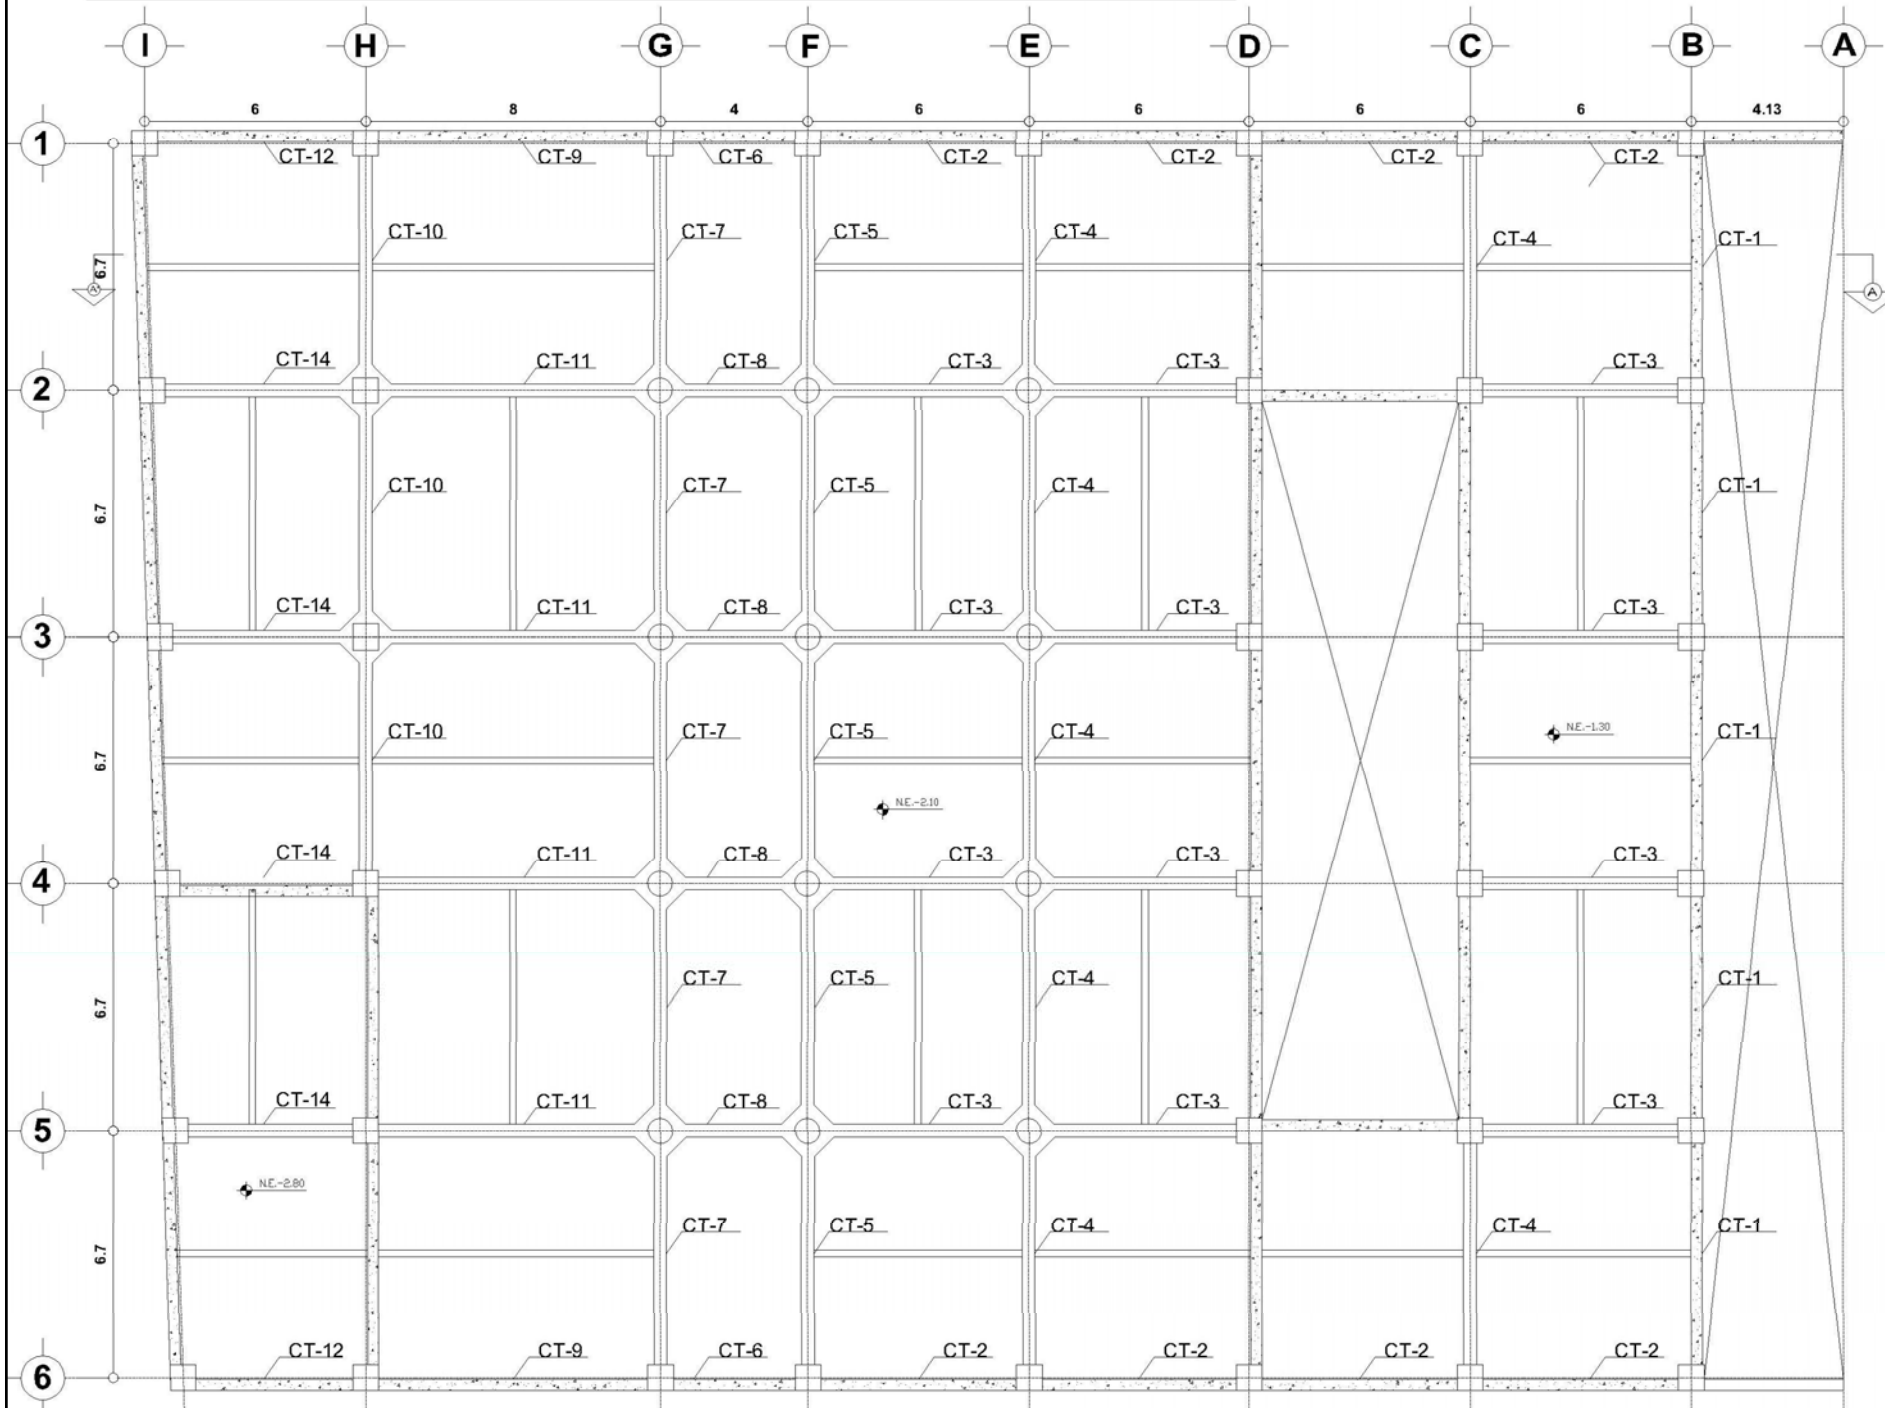 I H G F E D C B A
6 8 4 6 6 6 6 4.13
1
CT-12 CT-9 CT-6 CT-2 CT-2 CT-2 CT-2
CT-10 CT-7 CT-5 CT-4 CT-4 CT-1
6.7
A' A
CT-14 CT-11 CT-8 CT-3 CT-3 CT-3
2
CT-10 CT-7 CT-5 CT-4 CT-1
6.7
CT-14 CT-11 CT-8 CT-3 CT-3 CT-3
3
CT-10 CT-7 CT-5 CT-4 N.E.-1.30 CT-1
6.7
N.E.-2.10
CT-14 CT-11 CT-8 CT-3 CT-3 CT-3
4
CT-7 CT-5 CT-4 CT-1
6.7
CT-14 CT-11 CT-8 CT-3 CT-3 CT-3
5
N.E.-2.80
CT-7 CT-5 CT-4 CT-4 CT-1
6.7
CT-12 CT-9 CT-6 CT-2 CT-2 CT-2 CT-2
6